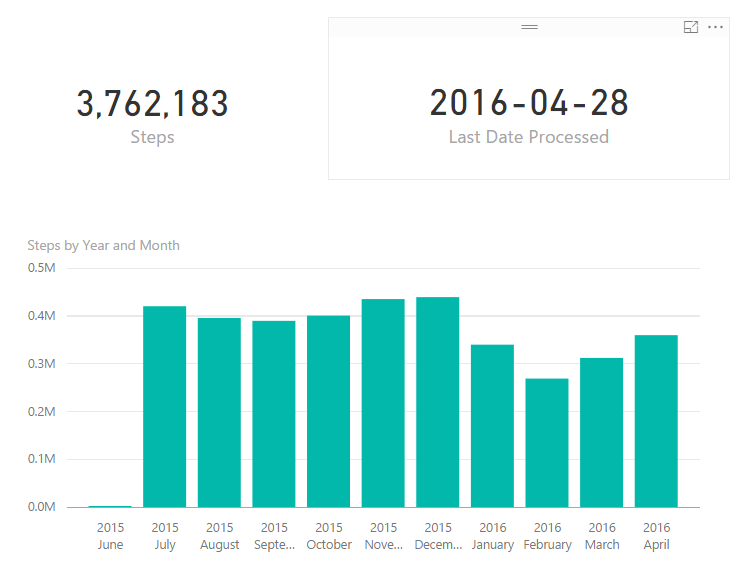 3,762,183
Steps
2016-04-28
Last Date Processed
Steps by Year and Month
0.5M
0.4M
0.3M
0.2M
0.1M
0.0M
2015 2015 2015 2015 2015 2015 2015 2016 2016 2016 2016
June July August Septe... October Nove... Decem... January February March April